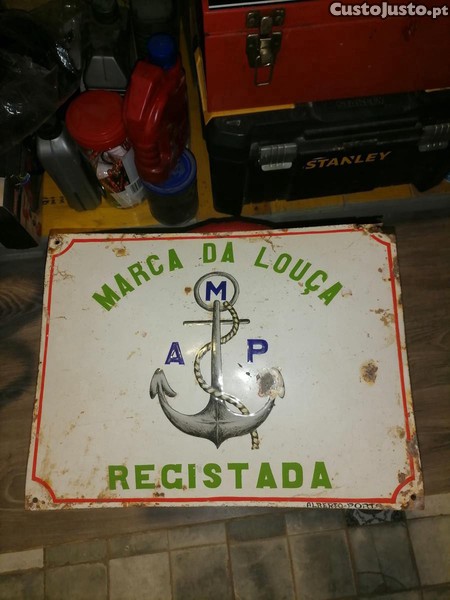 CustoJusto.pt
STANLEY
MARCA DA LOUÇA
M
A P
REGISTADA